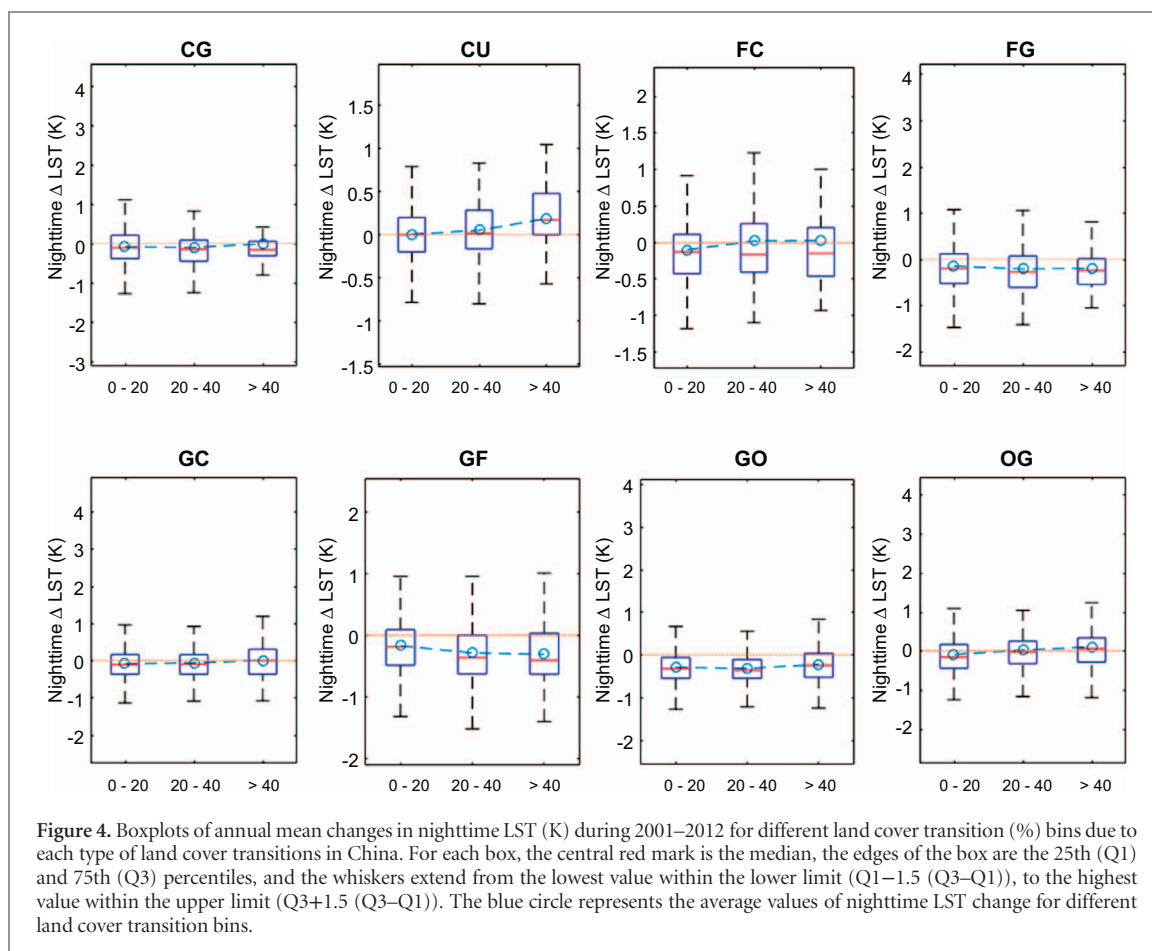 CG CU FC FG
Nighttime Δ LST (K)
4
3
2
1
0
-1
-2
-3
0 - 20 20 - 40 > 40
Nighttime Δ LST (K)
1.5
1
0.5
0
-0.5
-1
-1.5
0 - 20 20 - 40 > 40
Nighttime Δ LST (K)
2
1.5
1
0.5
0
-0.5
-1
-1.5
0 - 20 20 - 40 > 40
Nighttime Δ LST (K)
4
3
2
1
0
-1
-2
0 - 20 20 - 40 > 40
GC GF GO OG
Nighttime Δ LST (K)
4
3
2
1
0
-1
-2
0 - 20 20 - 40 > 40
Nighttime Δ LST (K)
2
1
0
-1
-2
0 - 20 20 - 40 > 40
Nighttime Δ LST (K)
4
3
2
1
0
-1
-2
0 - 20 20 - 40 > 40
Nighttime Δ LST (K)
4
3
2
1
0
-1
-2
0 - 20 20 - 40 > 40
Figure 4. Boxplots of annual mean changes in nighttime LST (K) during 2001–2012 for different land cover transition (%) bins due to
each type of land cover transitions in China. For each box, the central red mark is the median, the edges of the box are the 25th (Q1)
and 75th (Q3) percentiles, and the whiskers extend from the lowest value within the lower limit (Q1−1.5 (Q3–Q1)), to the highest
value within the upper limit (Q3+1.5 (Q3–Q1)). The blue circle represents the average values of nighttime LST change for different
land cover transition bins.